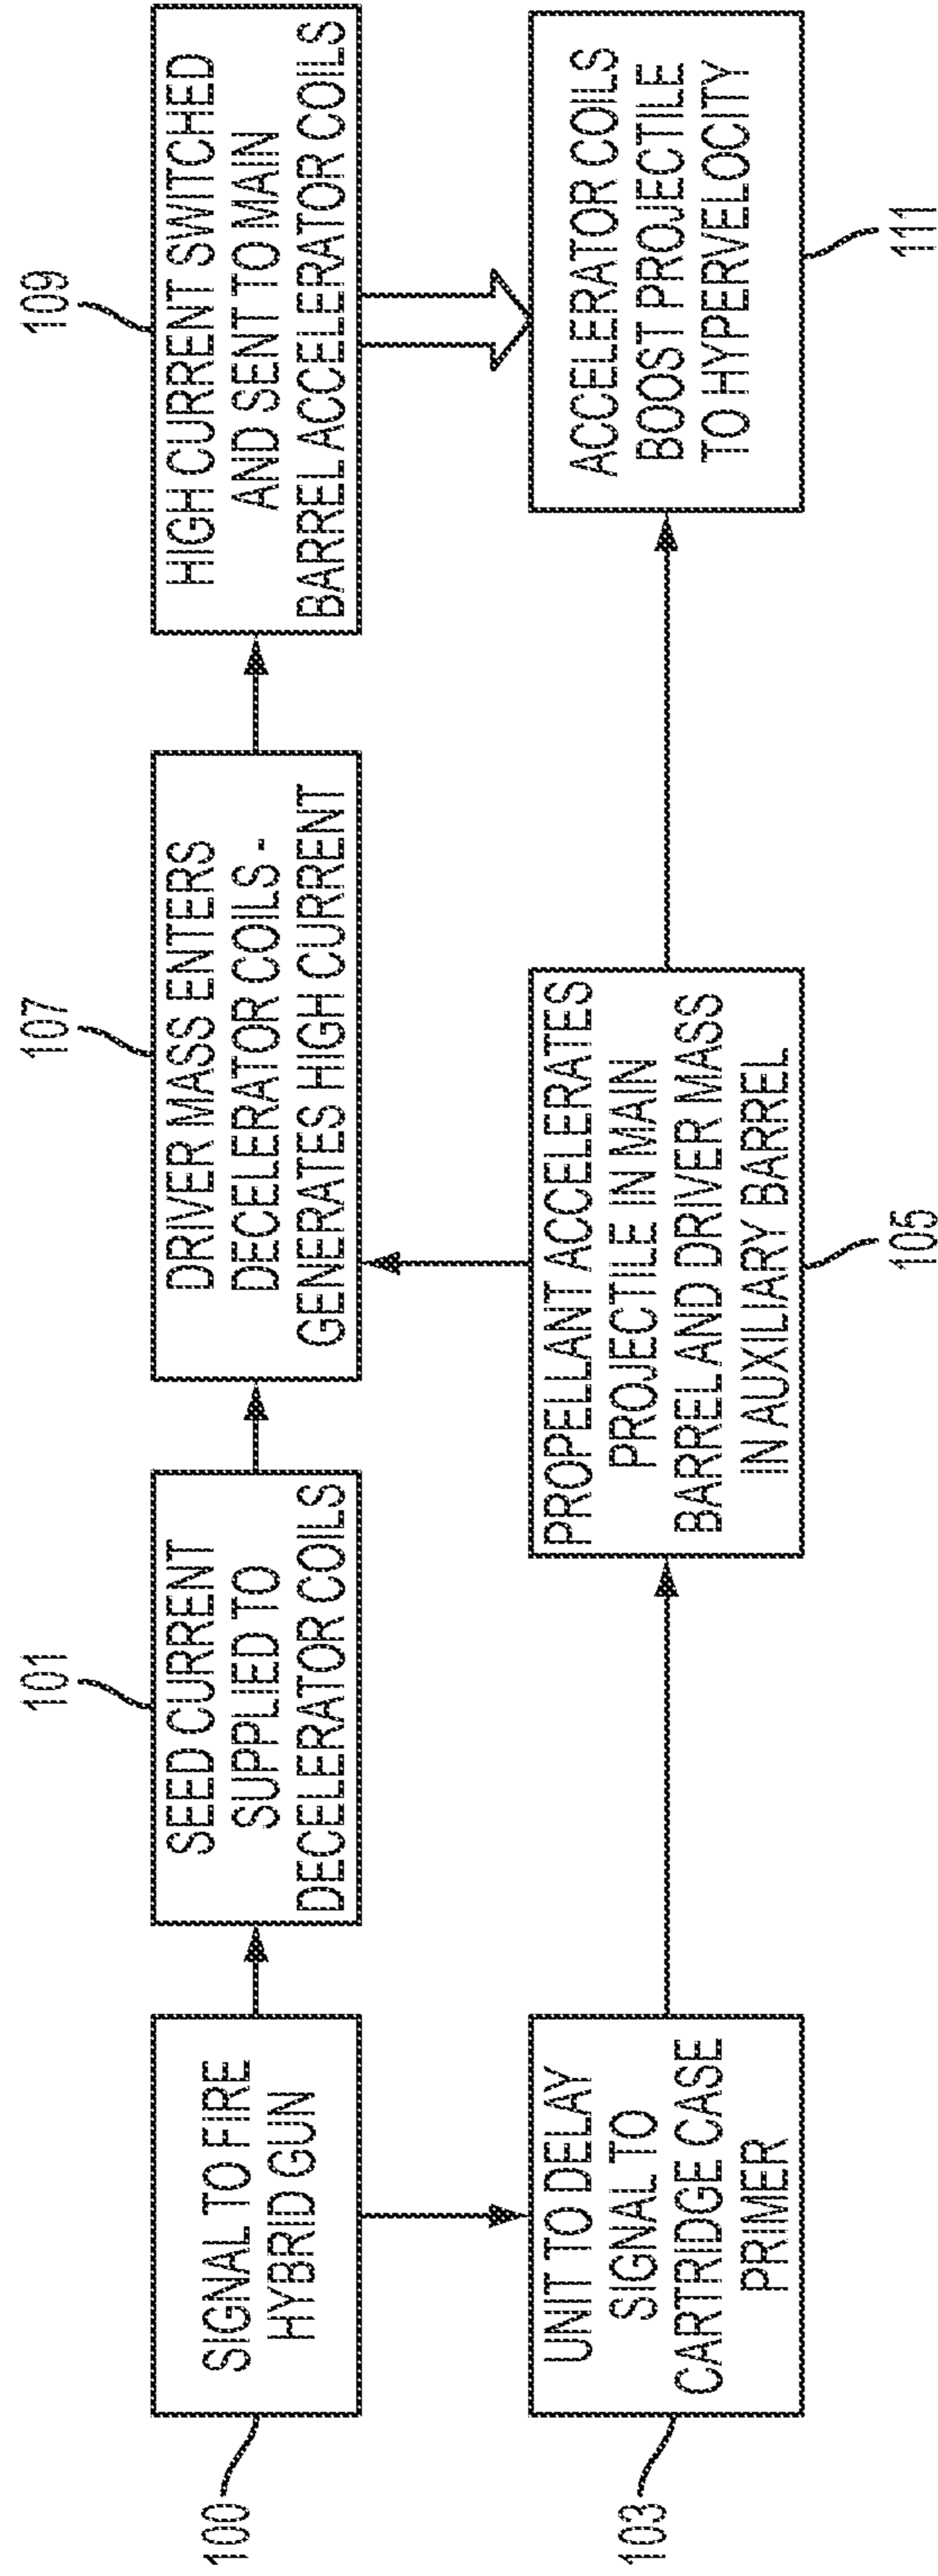 100
SIGNAL TO FIRE
HYBRID GUN
101
SEED CURRENT
SUPPLIED TO
DECELERATOR COILS
107
DRIVER MASS ENTERS
DECELERATOR COILS -
GENERATES HIGH CURRENT
109
HIGH CURRENT SWITCHED
AND SENT TO MAIN
BARREL ACCELERATOR COILS
103
UNIT TO DELAY
SIGNAL TO
CARTRIDGE CASE
PRIMER
105
PROPELLANT ACCELERATES
PROJECTILE IN MAIN
BARREL AND DRIVER MASS
IN AUXILIARY BARREL
111
ACCELERATOR COILS
BOOST PROJECTILE
TO HYPERVELOCITY